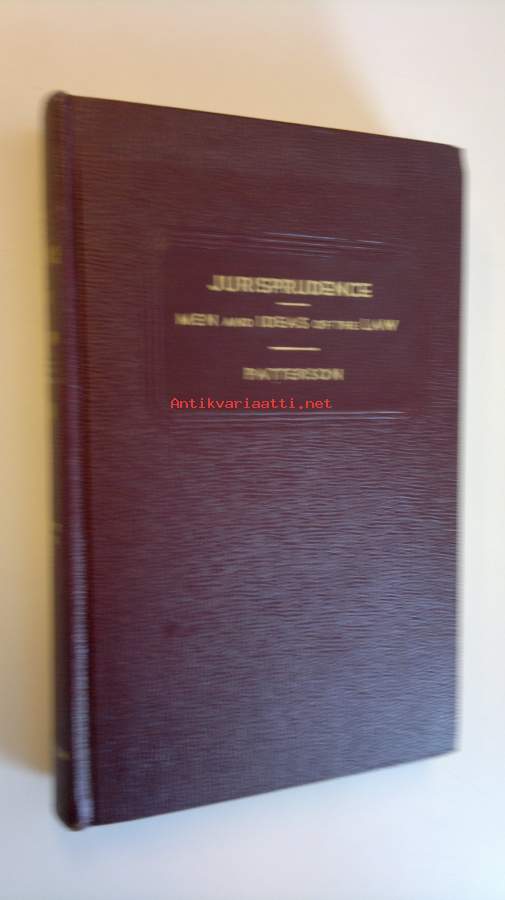 JURISPRUDENCE
MEN AND IDEAS OF THE LAW
PATTERSON
Antikvariaatti.net